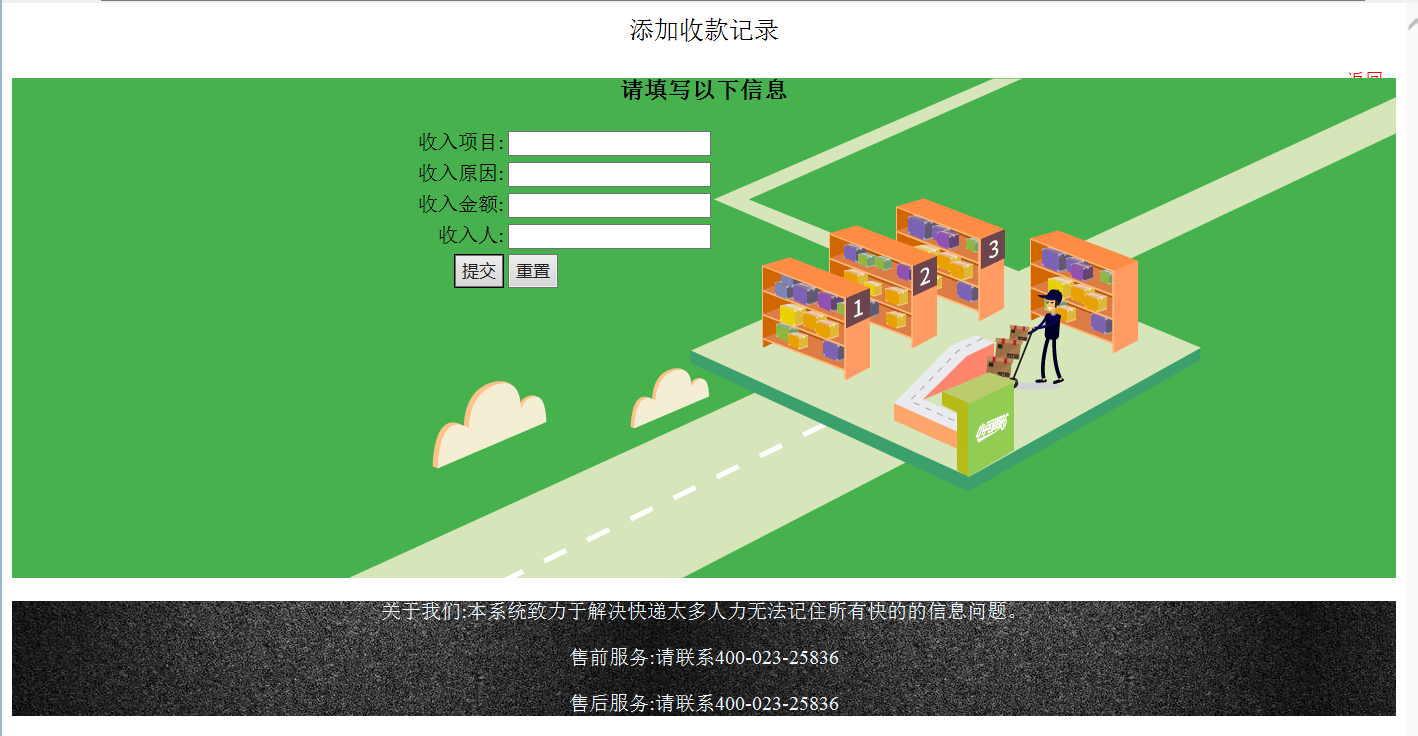 添加收款记录
返回
请填写以下信息
收入项目:
收入原因:
收入金额:
收入人:
提交 重置
1
2
3
关于我们:本系统致力于解决快递太多人力无法记住所有快的的信息问题。
售前服务:请联系400-023-25836
售后服务:请联系400-023-25836